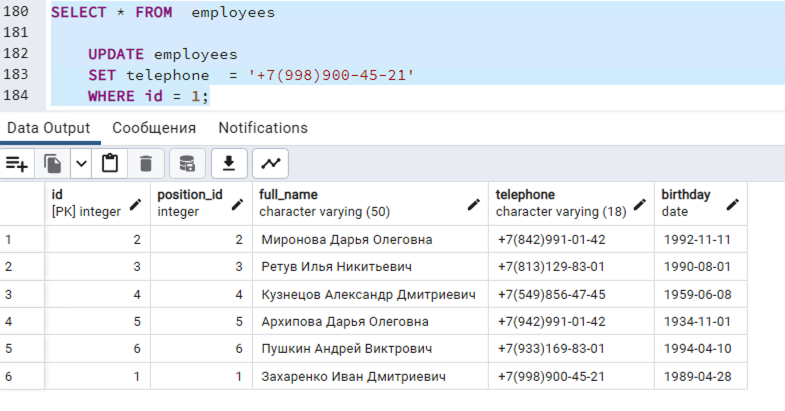 180 SELECT * FROM  employees
181
182 UPDATE employees
183 SET telephone  = '+7(998)900-45-21'
184 WHERE id = 1;
Data Output Сообщения Notifications
id position_id full_name telephone birthday
[PK] integer integer character varying (50) character varying (18) date
1 2 2 Миронова Дарья Олеговна +7(842)991-01-42 1992-11-11
2 3 3 Ретув Илья Никитьевич +7(813)129-83-01 1990-08-01
3 4 4 Кузнецов Александр Дмитриевич +7(549)856-47-45 1959-06-08
4 5 5 Архипова Дарья Олеговна +7(942)991-01-42 1934-11-01
5 6 6 Пушкин Андрей Виктрович +7(933)169-83-01 1994-04-10
6 1 1 Захаренко Иван Дмитриевич +7(998)900-45-21 1989-04-28